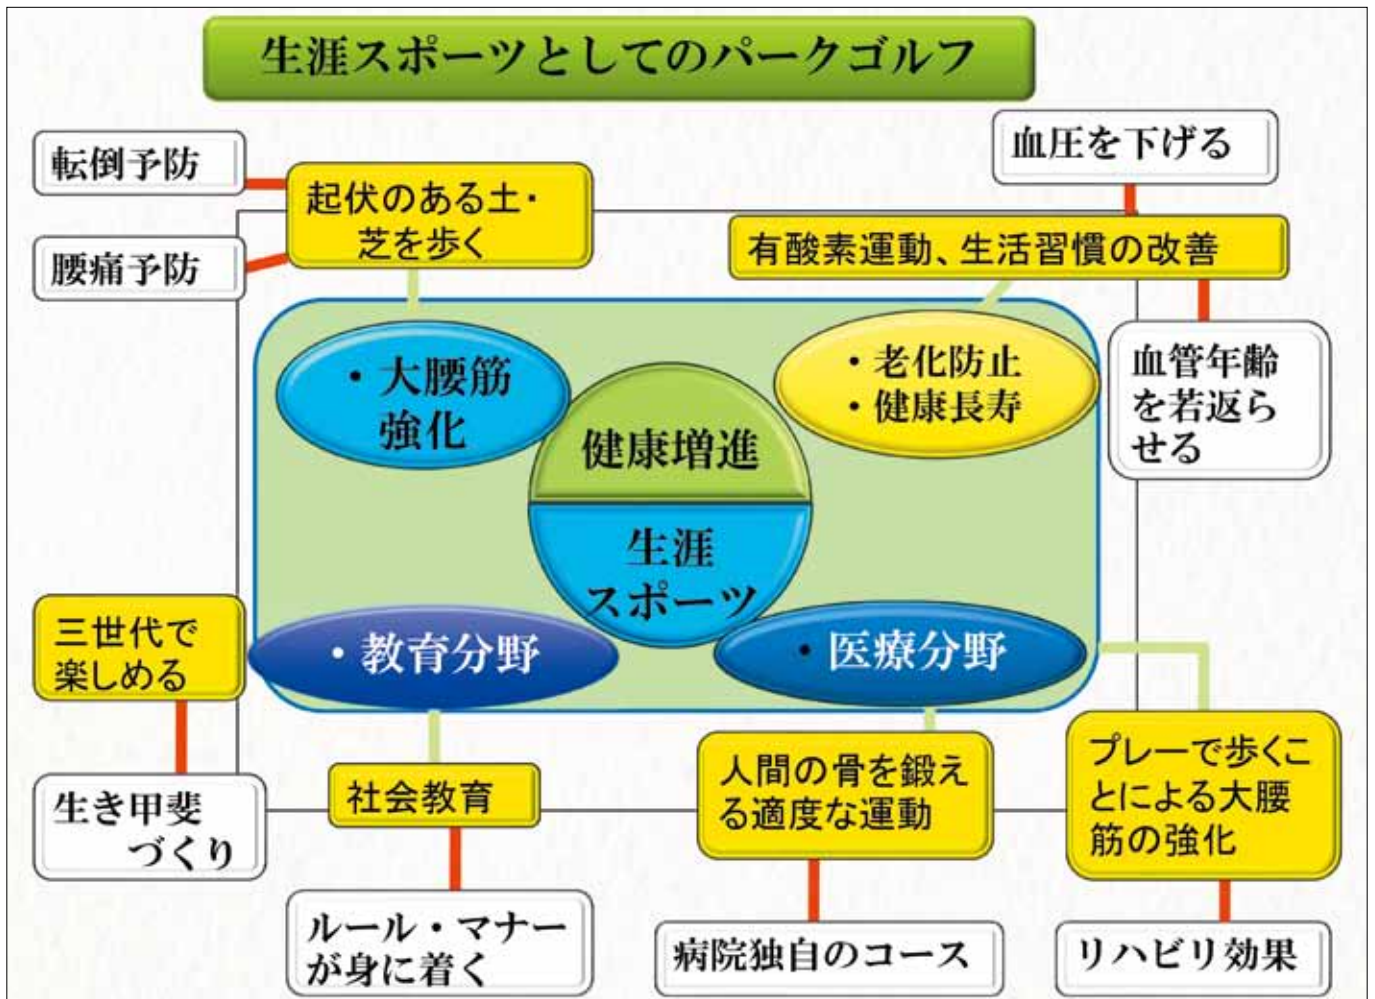 生涯スポーツとしてのパークゴルフ
転倒予防
腰痛予防
起伏のある土・
芝を歩く
血圧を下げる
有酸素運動、生活習慣の改善
血管年齢
を若返ら
せる
・大腰筋
強化
・老化防止
・健康長寿
健康増進
生涯
スポーツ
・教育分野
・医療分野
三世代で
楽しめる
生き甲斐
づくり
社会教育
ルール・マナー
が身に着く
人間の骨を鍛え
る適度な運動
病院独自のコース
プレーで歩くこ
とによる大腰
筋の強化
リハビリ効果